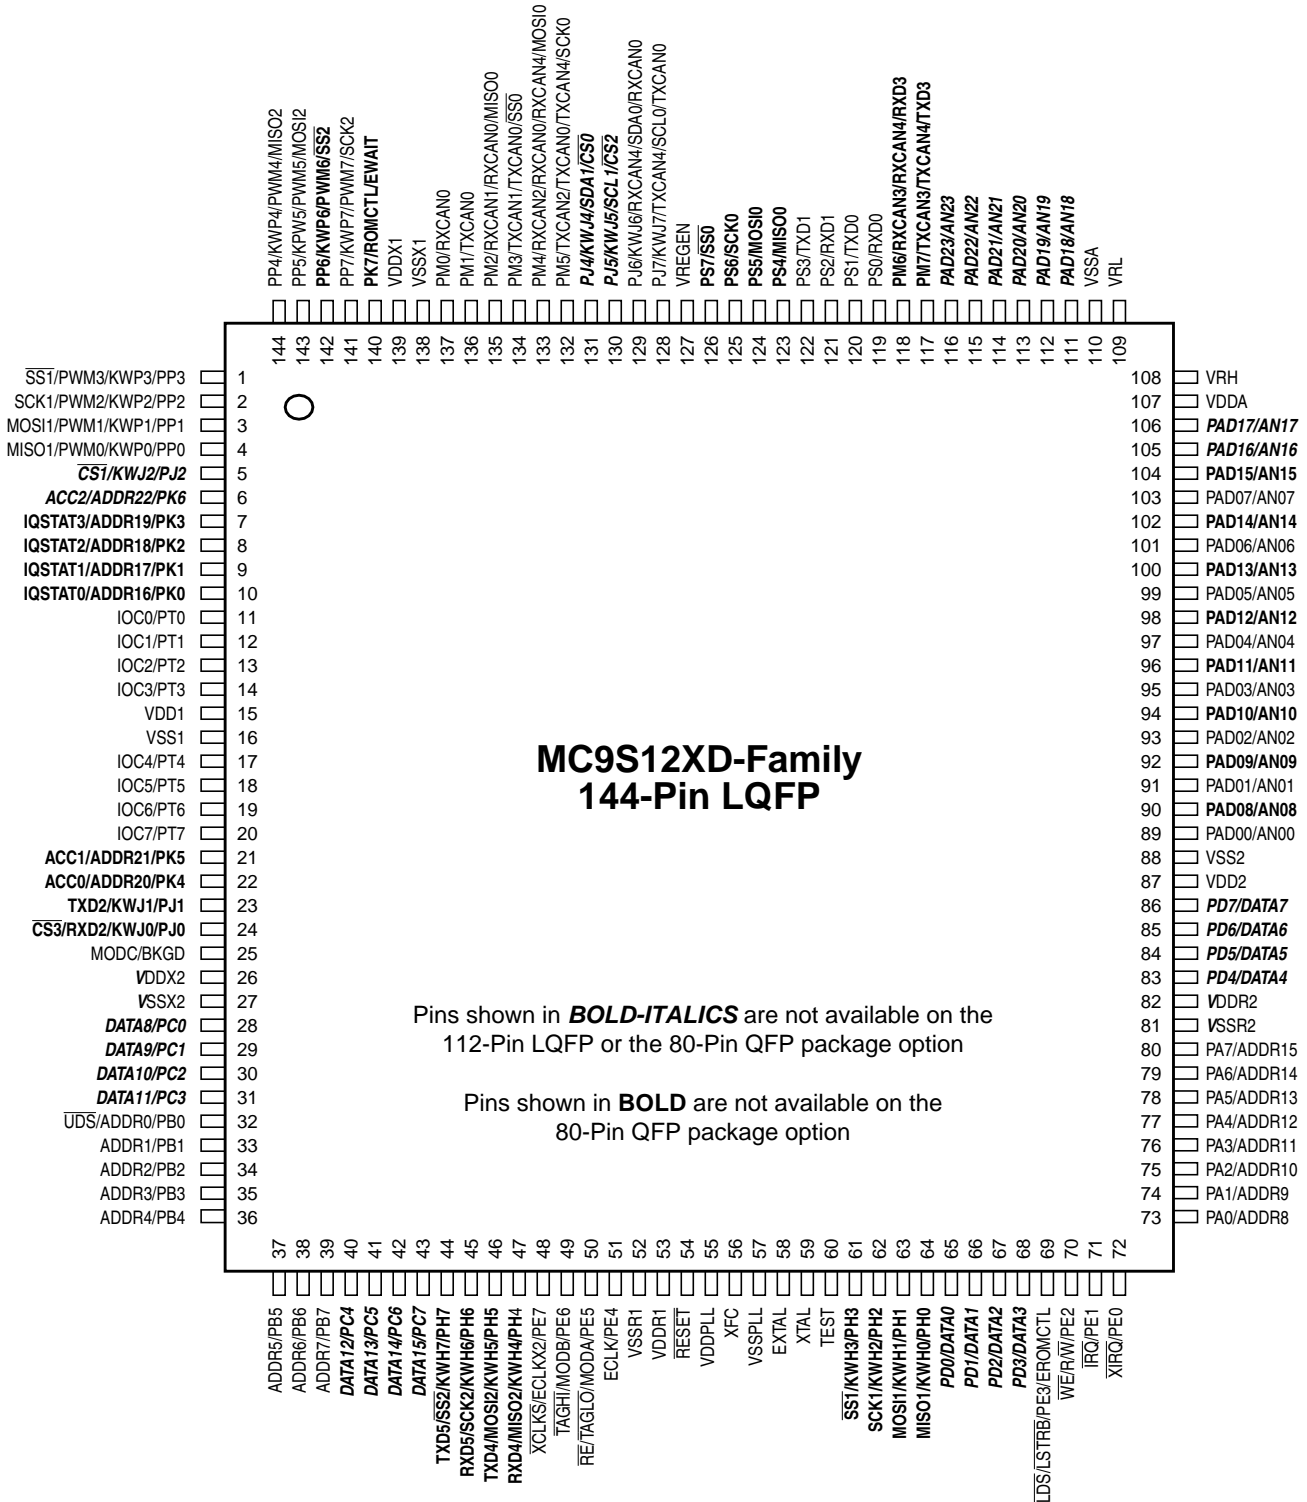 PP4/KWP4/PWM4/MISO2
PP5/KPW5/PWM5/MOSI2
PP6/KWP6/PWM6/SS2
PP7/KWP7/PWM7/SCK2
PK7/ROMCTL/EWAIT
VDDX1
VSSX1
PM0/RXCAN0
PM1/TXCAN0
PM2/RXCAN1/RXCAN0/MISO0
PM3/TXCAN1/TXCAN0/SS0
PM4/RXCAN2/RXCAN0/RXCAN4/MOSI0
PM5/TXCAN2/TXCAN0/TXCAN4/SCK0
PJ4/KWJ4/SDA1/CS0
PJ5/KWJ5/SCL1/CS2
PJ6/KWJ6/RXCAN4/SDA0/RXCAN0
PJ7/KWJ7/TXCAN4/SCL0/TXCAN0
VREGEN
PS7/SS0
PS6/SCK0
PS5/MOSI0
PS4/MISO0
PS3/TXD1
PS2/RXD1
PS1/TXD0
PS0/RXD0
PM6/RXCAN3/RXCAN4/RXD3
PM7/TXCAN3/TXCAN4/TXD3
PAD23/AN23
PAD22/AN22
PAD21/AN21
PAD20/AN20
PAD19/AN19
PAD18/AN18
VSSA
VRL
144
143
142
141
140
139
138
137
136
135
134
133
132
131
130
129
128
127
126
125
124
123
122
121
120
119
118
117
116
115
114
113
112
111
110
109
SS1/PWM3/KWP3/PP3 1
SCK1/PWM2/KWP2/PP2 2
MOSI1/PWM1/KWP1/PP1 3
MISO1/PWM0/KWP0/PP0 4
CS1/KWJ2/PJ2 5
ACC2/ADDR22/PK6 6
IQSTAT3/ADDR19/PK3 7
IQSTAT2/ADDR18/PK2 8
IQSTAT1/ADDR17/PK1 9
IQSTAT0/ADDR16/PK0 10
IOC0/PT0 11
IOC1/PT1 12
IOC2/PT2 13
IOC3/PT3 14
VDD1 15
VSS1 16
IOC4/PT4 17
IOC5/PT5 18
IOC6/PT6 19
IOC7/PT7 20
ACC1/ADDR21/PK5 21
ACC0/ADDR20/PK4 22
TXD2/KWJ1/PJ1 23
CS3/RXD2/KWJ0/PJ0 24
MODC/BKGD 25
VDDX2 26
VSSX2 27
DATA8/PC0 28
DATA9/PC1 29
DATA10/PC2 30
DATA11/PC3 31
UDS/ADDR0/PB0 32
ADDR1/PB1 33
ADDR2/PB2 34
ADDR3/PB3 35
ADDR4/PB4 36
MC9S12XD-Family
144-Pin LQFP
Pins shown in BOLD-ITALICS are not available on the
112-Pin LQFP or the 80-Pin QFP package option
Pins shown in BOLD are not available on the
80-Pin QFP package option
108 VRH
107 VDDA
106 PAD17/AN17
105 PAD16/AN16
104 PAD15/AN15
103 PAD07/AN07
102 PAD14/AN14
101 PAD06/AN06
100 PAD13/AN13
99 PAD05/AN05
98 PAD12/AN12
97 PAD04/AN04
96 PAD11/AN11
95 PAD03/AN03
94 PAD10/AN10
93 PAD02/AN02
92 PAD09/AN09
91 PAD01/AN01
90 PAD08/AN08
89 PAD00/AN00
88 VSS2
87 VDD2
86 PD7/DATA7
85 PD6/DATA6
84 PD5/DATA5
83 PD4/DATA4
82 VDDR2
81 VSSR2
80 PA7/ADDR15
79 PA6/ADDR14
78 PA5/ADDR13
77 PA4/ADDR12
76 PA3/ADDR11
75 PA2/ADDR10
74 PA1/ADDR9
73 PA0/ADDR8
37
38
39
40
41
42
43
44
45
46
47
48
49
50
51
52
53
54
55
56
57
58
59
60
61
62
63
64
65
66
67
68
69
70
71
72
ADDR5/PB5
ADDR6/PB6
ADDR7/PB7
DATA12/PC4
DATA13/PC5
DATA14/PC6
DATA15/PC7
TXD5/SS2/KWH7/PH7
RXD5/SCK2/KWH6/PH6
TXD4/MOSI2/KWH5/PH5
RXD4/MISO2/KWH4/PH4
XCLKS/ECLKX2/PE7
TAGHI/MODB/PE6
RE/TAGLO/MODA/PE5
ECLK/PE4
VSSR1
VDDR1
RESET
VDDPLL
XFC
VSSPLL
EXTAL
XTAL
TEST
SS1/KWH3/PH3
SCK1/KWH2/PH2
MOSI1/KWH1/PH1
MISO1/KWH0/PH0
PD0/DATA0
PD1/DATA1
PD2/DATA2
PD3/DATA3
LDS/LSTRB/PE3/EROMCTL
WE/R/W/PE2
IRQ/PE1
XIRQ/PE0